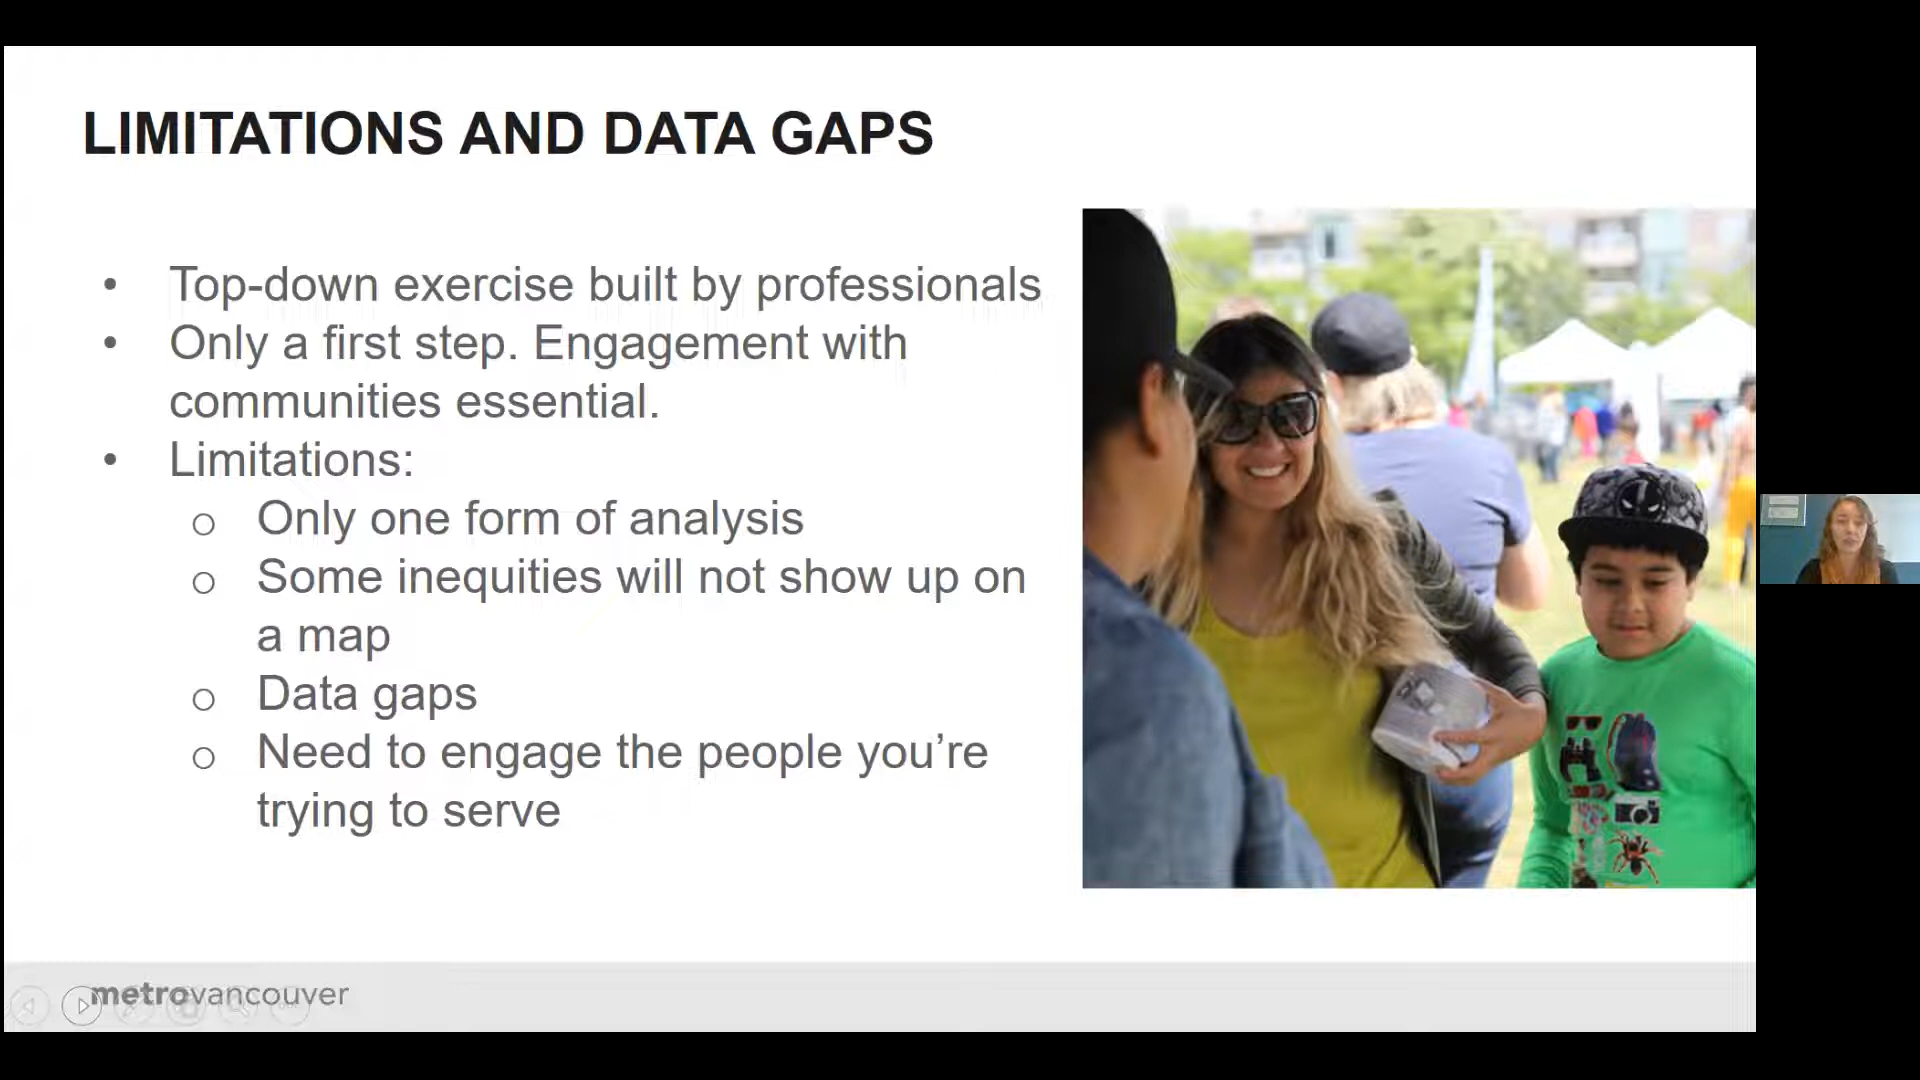 LIMITATIONS AND DATA GAPS
• Top-down exercise built by professionals
• Only a first step. Engagement with
communities essential.
• Limitations:
o Only one form of analysis
o Some inequities will not show up on
a map
o Data gaps
o Need to engage the people you’re
trying to serve
metrovancouver